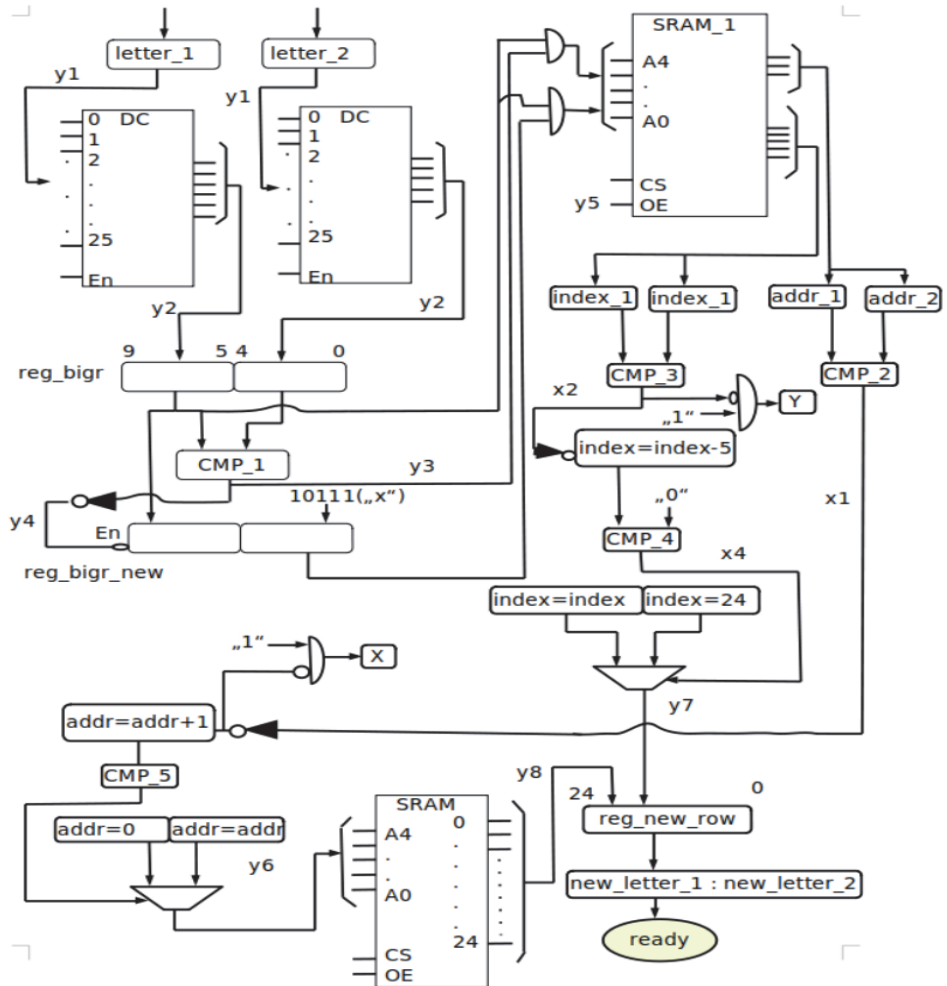 SRAM_1
letter_1
letter_2
y1
y1
A4
.
.
A0
0 DC
1
2
.
.
.
25
En
0 DC
1
2
.
.
.
25
En
CS
y5 OE
y2
y2
index_1
index_1
addr_1
addr_2
9 5 4 0
reg_bigr
CMP_3
CMP_2
x2
Y
„1“
index=index-5
CMP_1
y3
10111(„x“)
„0“
x1
y4
En
CMP_4
x4
reg_bigr_new
index=index
index=24
„1“
X
y7
addr=addr+1
CMP_5
y8
24 0
SRAM
0
reg_new_row
addr=0
addr=addr
A4
.
.
A0
y6
new_letter_1 : new_letter_2
24
ready
CS
OE